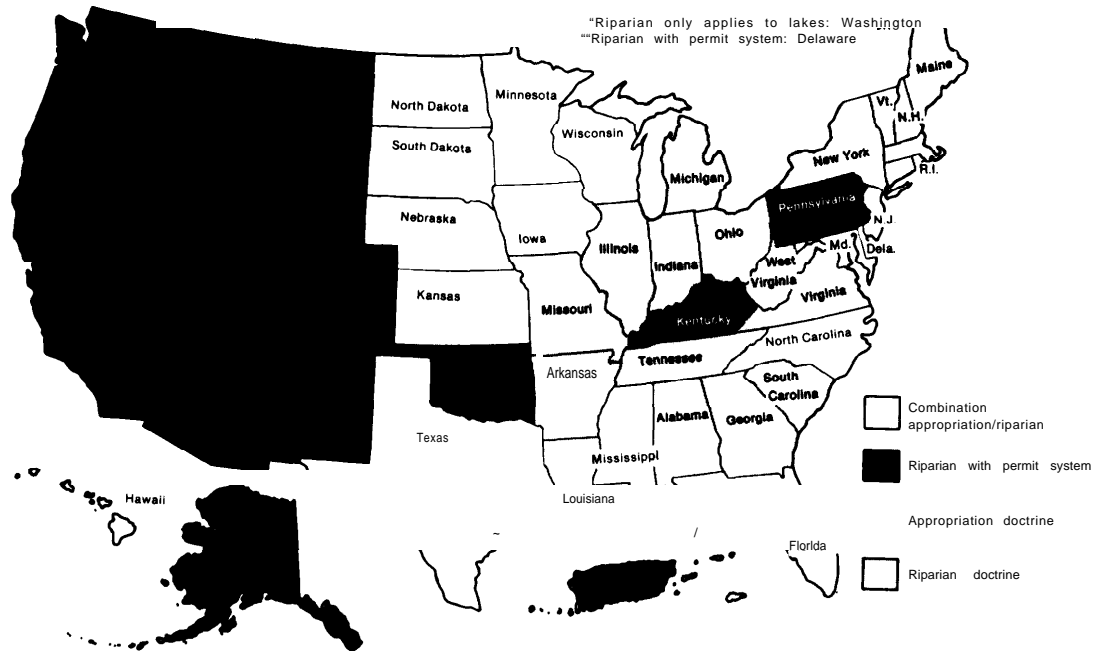 “Riparian only applies to lakes: Washington
““Riparian with permit system: Delaware
Maine
Vt.
N.H.
North Dakota
Minnesota
Wisconsin
South Dakota
New York
Michigan
R.I.
Pennsylvania
Nebraska
N.J.
Iowa
Illinois
Ohio
Md.
Dela.
Indiana
West
Virginia
Kansas
Missouri
Virginia
Kentucky
North Carolina
Tennessee
Arkansas
South
Carolina
Alabama
Georgia
Texas
Mississippl
Combination
appropriation/riparian
Riparian with permit system
Hawaii
Louisiana
Appropriation doctrine
Florlda
Riparian doctrine